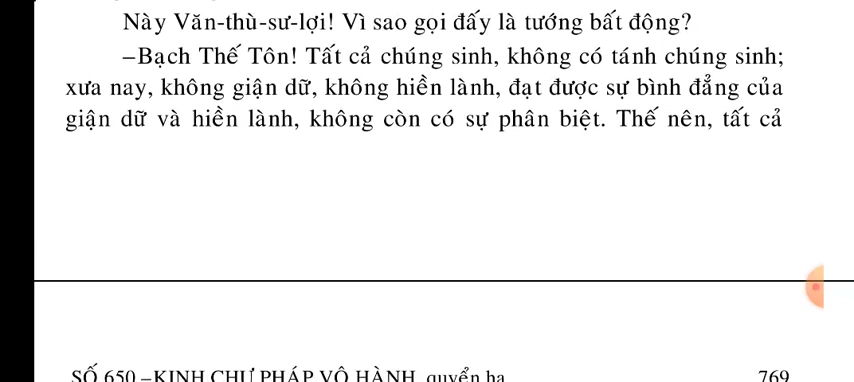 Này Văn-thù-sư-lợi! Vì sao gọi đấy là tướng bất động?
–Bạch Thế Tôn! Tất cả chúng sinh, không có tánh chúng sinh;
xưa nay, không giận dữ, không hiền lành, đạt được sự bình đẳng của
giận dữ và hiền lành, không còn có sự phân biệt. Thế nên, tất cả
SỐ 650 –KINH CHƯ PHÁP VÔ HÀNH, quyển hạ 769